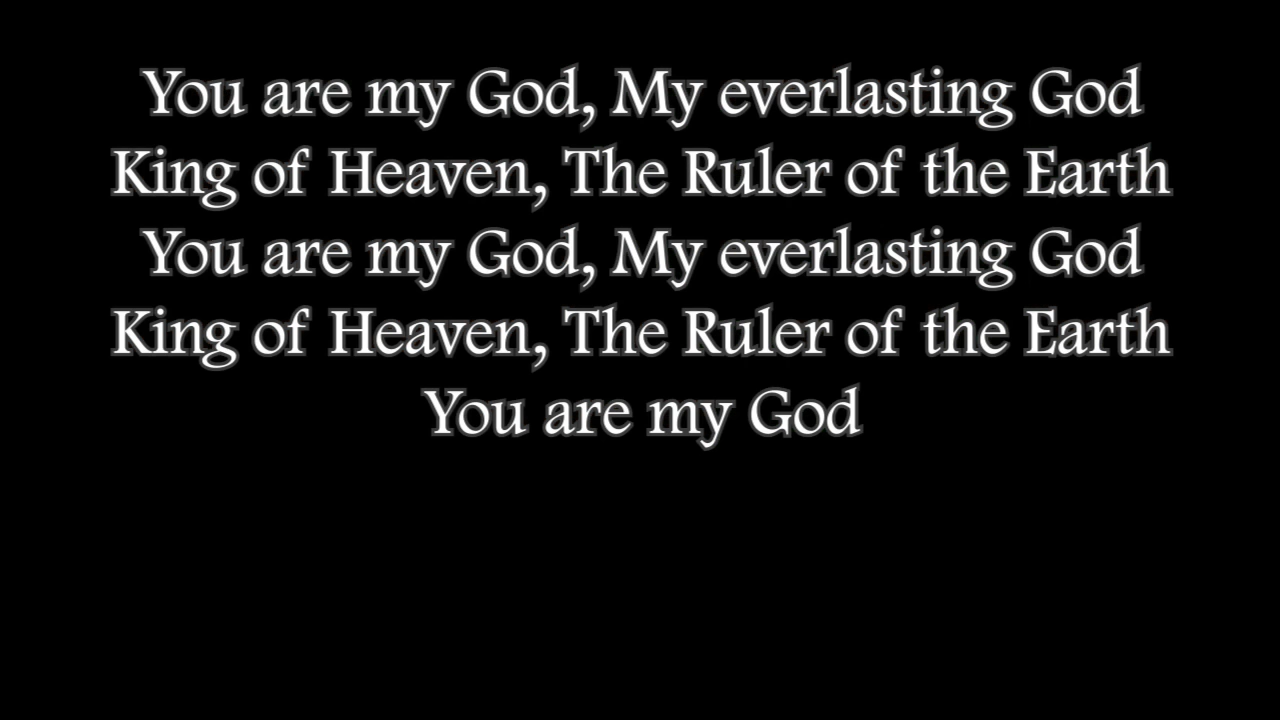 You are my God, My everlasting God
King of Heaven, The Ruler of the Earth
You are my God, My everlasting God
King of Heaven, The Ruler of the Earth
You are my God